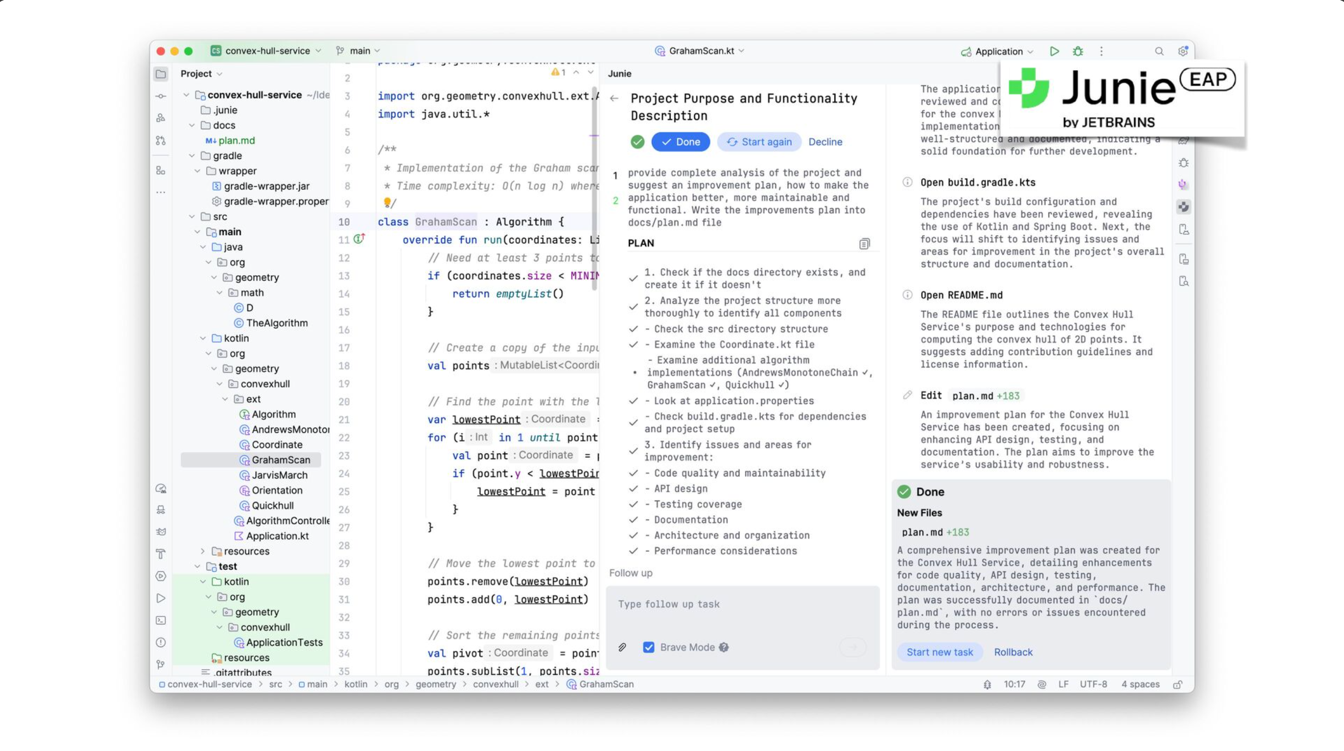 convex-hull-service
main
GrahamScan.kt
Application
Project
convex-hull-service ~/Ide
.junie
docs
plan.md
gradle
wrapper
gradle-wrapper.jar
gradle-wrapper.proper
src
main
java
org
geometry
math
D
TheAlgorithm
kotlin
org
geometry
convexhull
ext
Algorithm
AndrewsMonoto
Coordinate
GrahamScan
JarvisMarch
Orientation
Quickhull
AlgorithmControlle
Application.kt
resources
test
kotlin
org
geometry
convexhull
ApplicationTests
resources
.gitattributes
1
2
3 import org.geometry.convexhull.ext.A
4 import java.util.*
5
6 /**
7 * Implementation of the Graham scan
8 * Time complexity: O(n log n) where
9 */
10 class GrahamScan : Algorithm {
11 override fun run(coordinates: Li
12 // Need at least 3 points to
13 if (coordinates.size < MINIM
14 return emptyList()
15 }
16
17 // Create a copy of the inpu
18 val points : MutableList<Coordin
19
20 // Find the point with the l
21 var lowestPoint : Coordinate =
22 for (i : Int in 1 until point
23 val point : Coordinate = p
24 if (point.y < lowestPoin
25 lowestPoint = point
26 }
27 }
28
29 // Move the lowest point to
30 points.remove(lowestPoint)
31 points.add(0, lowestPoint)
32
33 // Sort the remaining points
34 val pivot : Coordinate = point
35 points.subList(1, points.siz
Junie
Project Purpose and Functionality
Description
Done
Start again
Decline
1
2
provide complete analysis of the project and
suggest an improvement plan, how to make the
application better, more maintainable and
functional. Write the improvements plan into
docs/plan.md file
PLAN
1. Check if the docs directory exists, and
create it if it doesn't
2. Analyze the project structure more
thoroughly to identify all components
- Check the src directory structure
- Examine the Coordinate.kt file
- Examine additional algorithm
implementations (AndrewsMonotoneChain ✓,
GrahamScan ✓, Quickhull ✓)
- Look at application.properties
- Check build.gradle.kts for dependencies
and project setup
3. Identify issues and areas for
improvement:
- Code quality and maintainability
- API design
- Testing coverage
- Documentation
- Architecture and organization
- Performance considerations
Follow up
Type follow up task
Brave Mode
The applicatio
reviewed and co
for the convex
implementation
well-structured and documented, indicating a
solid foundation for further development.
Open build.gradle.kts
The project's build configuration and
dependencies have been reviewed, revealing
the use of Kotlin and Spring Boot. Next, the
focus will shift to identifying issues and
areas for improvement in the project's overall
structure and documentation.
Open README.md
The README file outlines the Convex Hull
Service's purpose and technologies for
computing the convex hull of 2D points. It
suggests adding contribution guidelines and
license information.
Edit plan.md +183
An improvement plan for the Convex Hull
Service has been created, focusing on
enhancing API design, testing, and
documentation. The plan aims to improve the
service's usability and robustness.
Done
New Files
plan.md +183
A comprehensive improvement plan was created for
the Convex Hull Service, detailing enhancements
for code quality, API design, testing,
documentation, architecture, and performance. The
plan was successfully documented in `docs/
plan.md`, with no errors or issues encountered
during the process.
Start new task
Rollback
Junie EAP
by JETBRAINS
convex-hull-service > src > main > kotlin > org > geometry > convexhull > ext > GrahamScan
10:17
LF
UTF-8
4 spaces